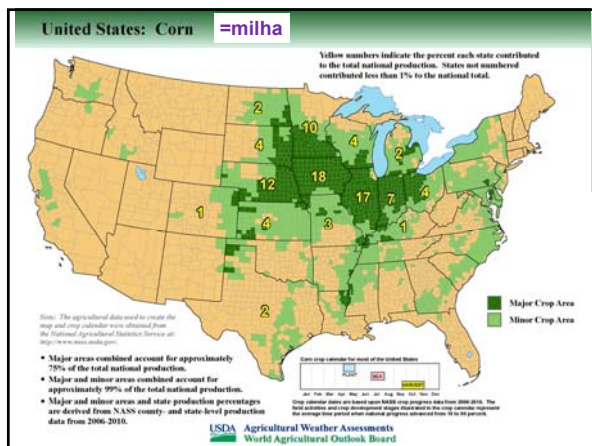 United States: Corn =milha
Yellow numbers indicate the percent each state contributed
to the total national production. States not numbered
contributed less than 1% to the national total.
2
10
4
4
2
12
18
17
7
4
1
4
3
1
2
Major Crop Area
Minor Crop Area
Note: The agricultural data used to create the
map and crop calendar were obtained from
the National Agricultural Statistics Service at:
http://www.nass.usda.gov/.
• Major areas combined account for approximately
75% of the total national production.
• Major and minor areas combined account for
approximately 99% of the total national production.
• Major and minor areas and state production percentages
are derived from NASS county- and state-level production
data from 2006-2010.
Corn crop calendar for most of the United States
PLANT
SILK
HARVEST
Jan Feb Mar Apr May Jun Jul Aug Sep Oct Nov Dec
Crop calendar dates are based upon NASS crop progress data from 2006-2010. The
field activities and crop development stages illustrated in the crop calendar represent
the average time period when national progress advanced from 10 to 90 percent.
USDA Agricultural Weather Assessments
World Agricultural Outlook Board